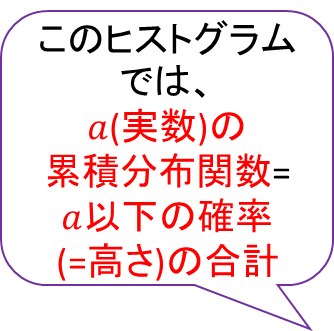 このヒストグラム
では、
a(実数)の
累積分布関数=
a以下の確率
(=高さ)の合計